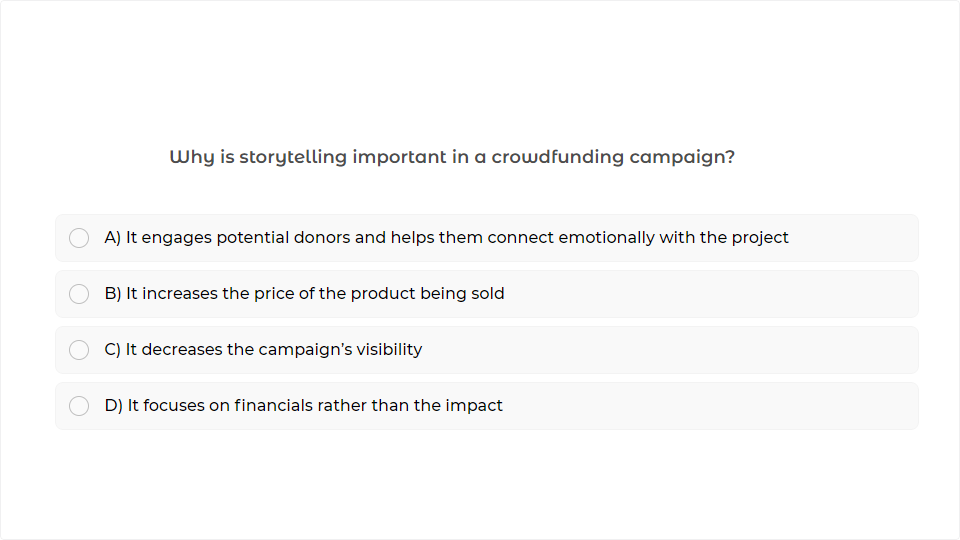 Why is storytelling important in a crowdfunding campaign?
A) It engages potential donors and helps them connect emotionally with the project
B) It increases the price of the product being sold
C) It decreases the campaign’s visibility
D) It focuses on financials rather than the impact